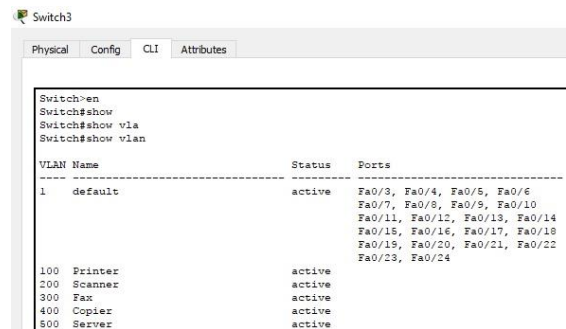 Switch3
Physical Config CLI Attributes
Switch>en
Switch#show
Switch#show vla
Switch#show vlan
VLAN Name Status Ports
---- -------------------------------- --------- -------------------------------
1 default active Fa0/3, Fa0/4, Fa0/5, Fa0/6
Fa0/7, Fa0/8, Fa0/9, Fa0/10
Fa0/11, Fa0/12, Fa0/13, Fa0/14
Fa0/15, Fa0/16, Fa0/17, Fa0/18
Fa0/19, Fa0/20, Fa0/21, Fa0/22
Fa0/23, Fa0/24
100 Printer active
200 Scanner active
300 Fax active
400 Copier active
500 Server active